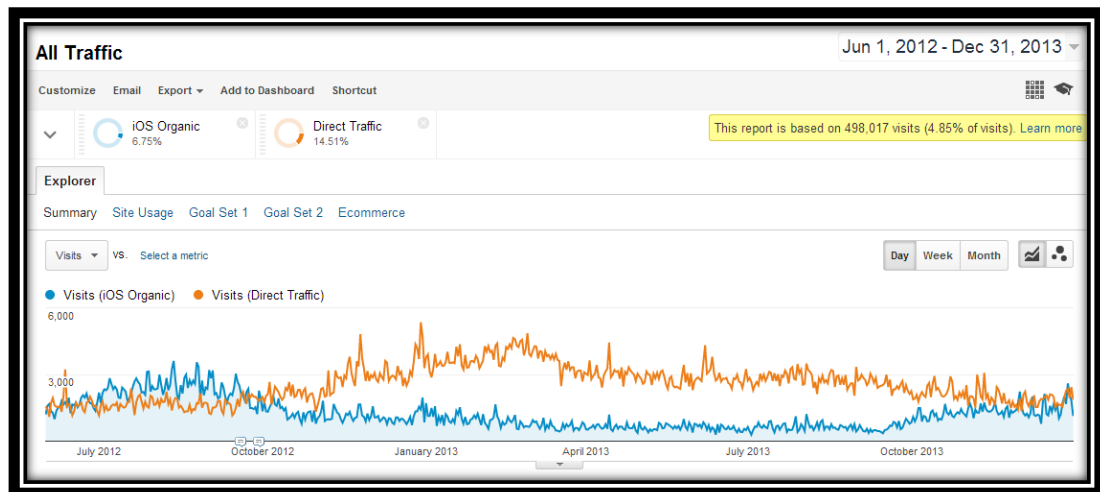 All Traffic
Jun 1, 2012 - Dec 31, 2013
Customize Email Export Add to Dashboard Shortcut
iOS Organic
6.75%
Direct Traffic
14.51%
This report is based on 498,017 visits (4.85% of visits). Learn more
Explorer
Summary Site Usage Goal Set 1 Goal Set 2 Ecommerce
Visits VS. Select a metric
Day Week Month
Visits (iOS Organic) Visits (Direct Traffic)
6,000
3,000
July 2012 October 2012 January 2013 April 2013 July 2013 October 2013